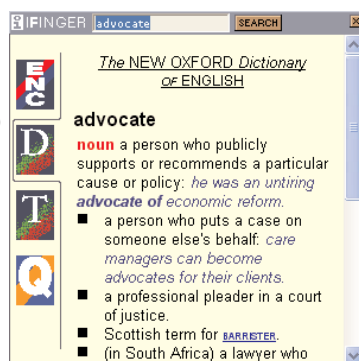 iFINGER advocate SEARCH
The NEW OXFORD Dictionary
OF ENGLISH
ENC
D
T
Q
advocate
noun a person who publicly
supports or recommends a particular
cause or policy: he was an untiring
advocate of economic reform.
■ a person who puts a case on
someone else's behalf: care
managers can become
advocates for their clients.
■ a professional pleader in a court
of justice.
■ Scottish term for BARRISTER.
■ (in South Africa) a lawyer who